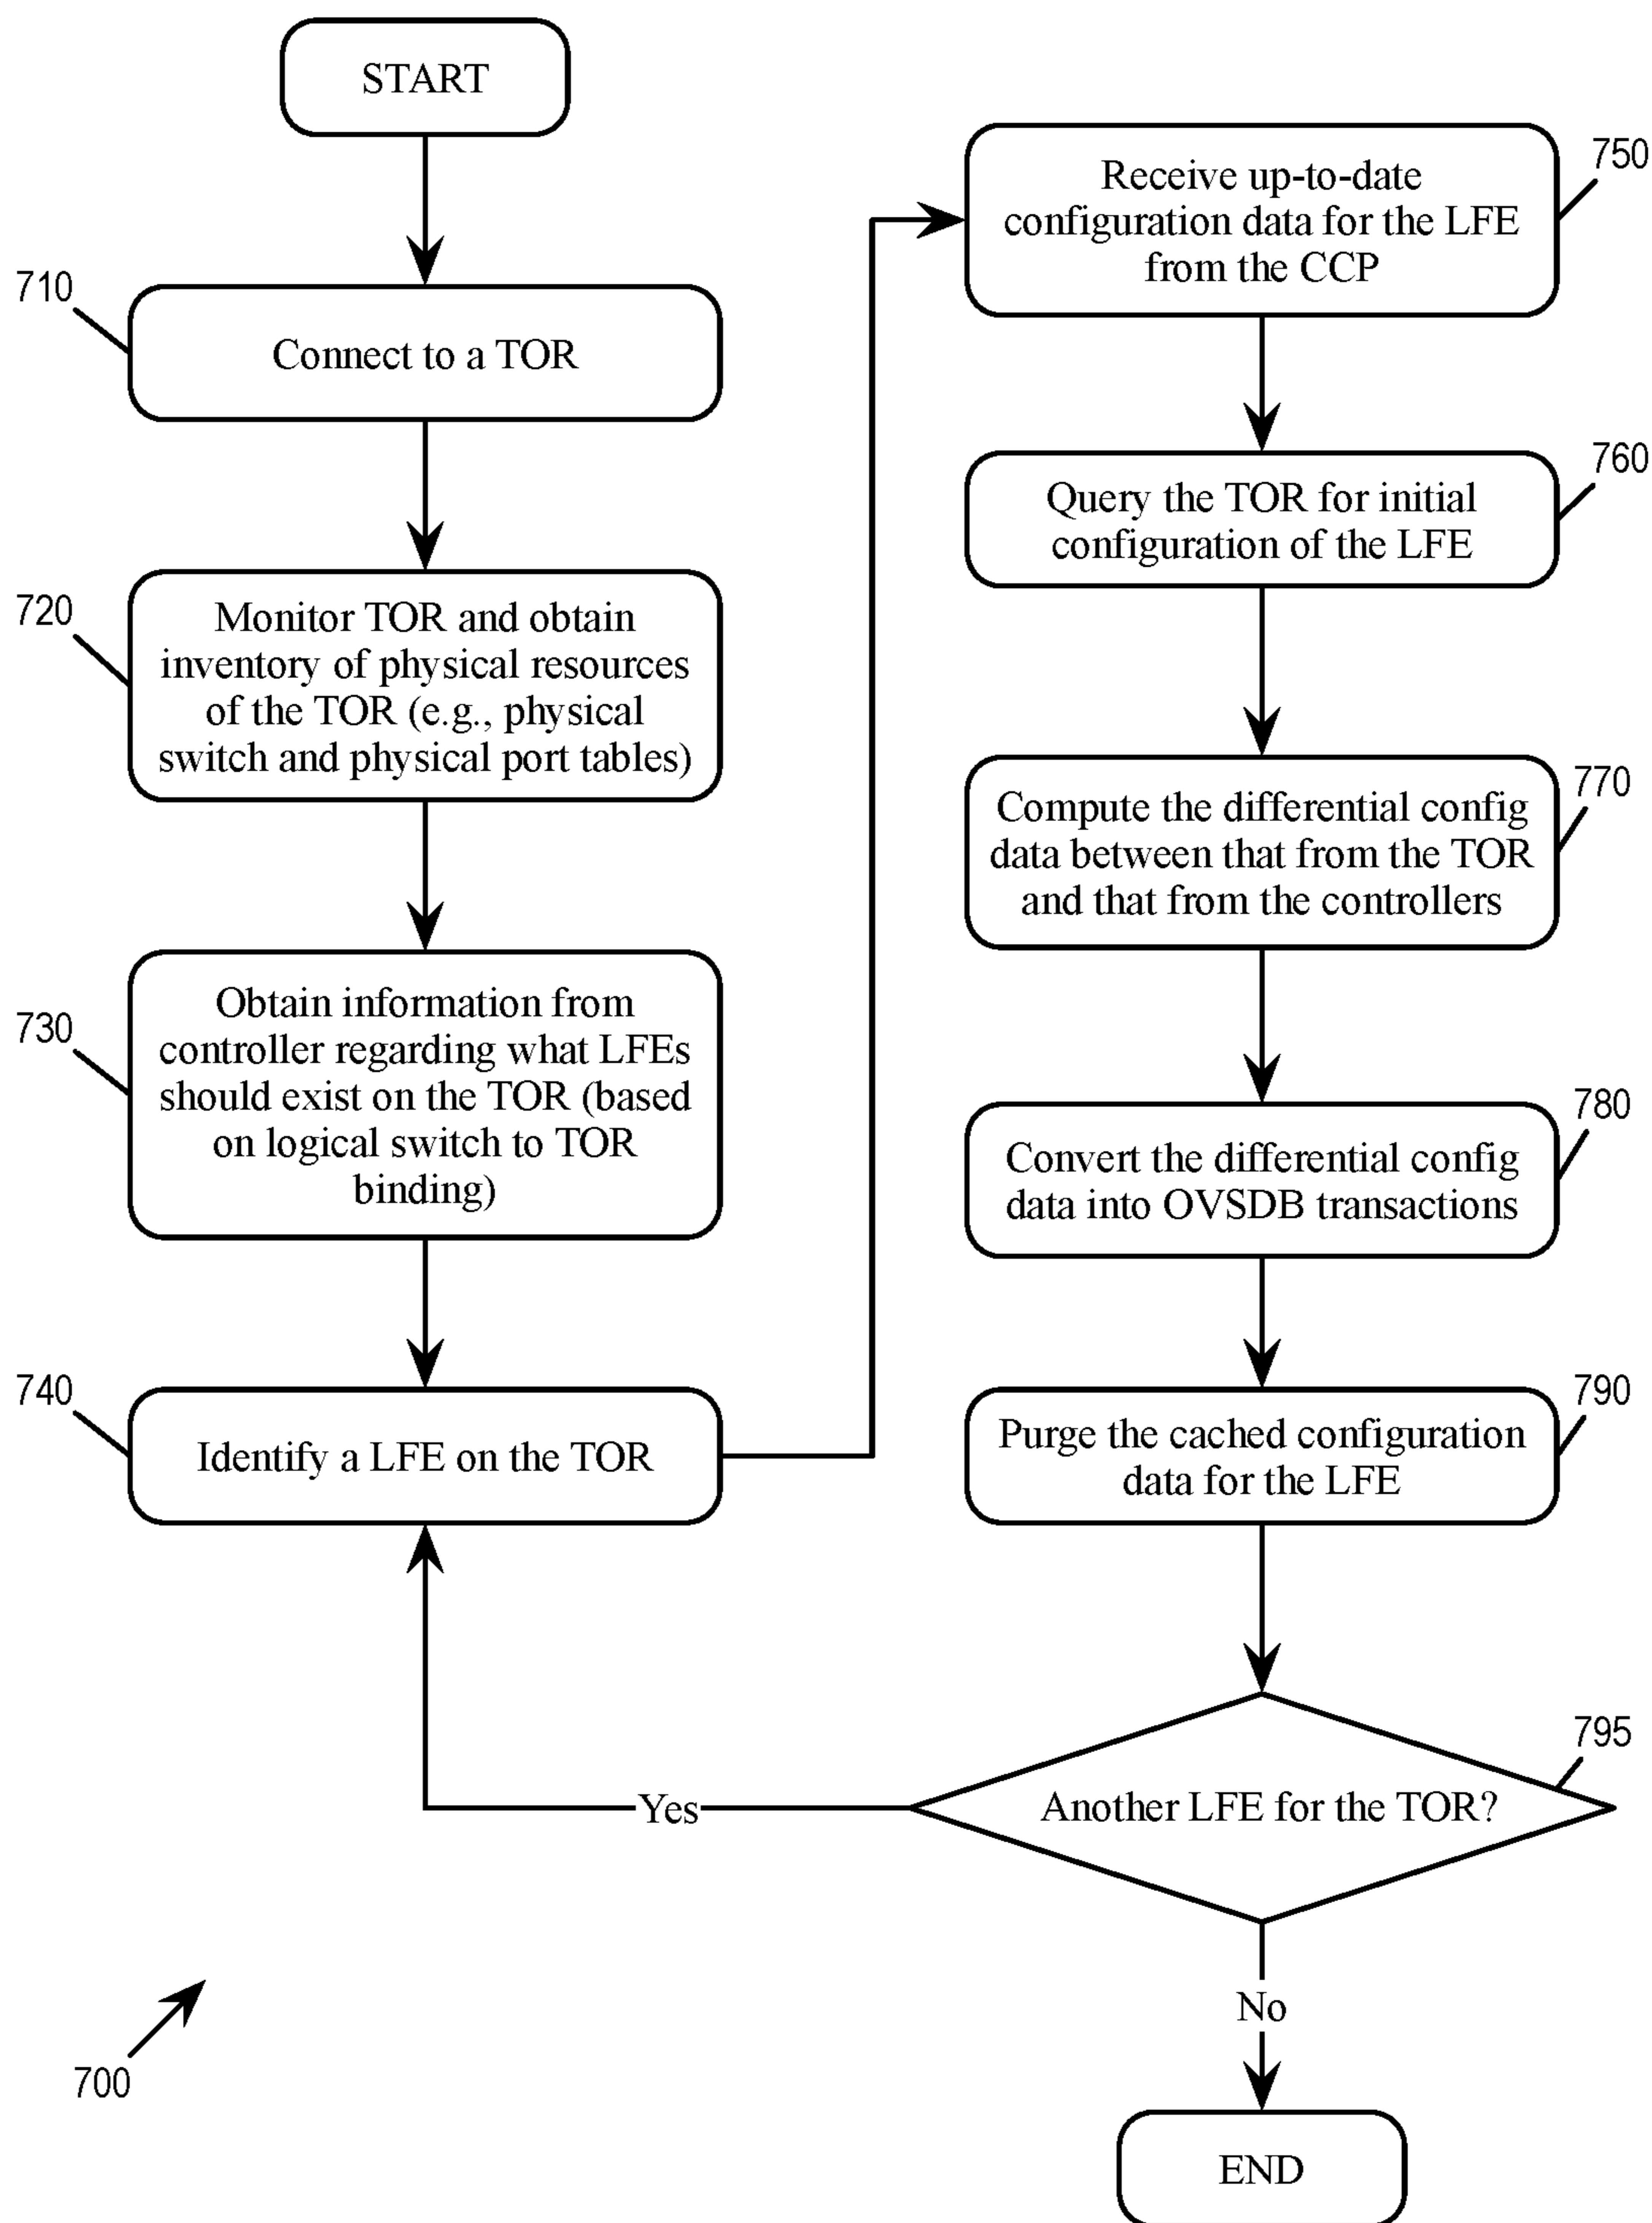 START
710
Connect to a TOR
720
Monitor TOR and obtain
inventory of physical resources
of the TOR (e.g., physical
switch and physical port tables)
730
Obtain information from
controller regarding what LFEs
should exist on the TOR (based
on logical switch to TOR
binding)
740
Identify a LFE on the TOR
750
Receive up-to-date
configuration data for the LFE
from the CCP
760
Query the TOR for initial
configuration of the LFE
770
Compute the differential config
data between that from the TOR
and that from the controllers
780
Convert the differential config
data into OVSDB transactions
790
Purge the cached configuration
data for the LFE
795
Another LFE for the TOR?
Yes
No
END
700